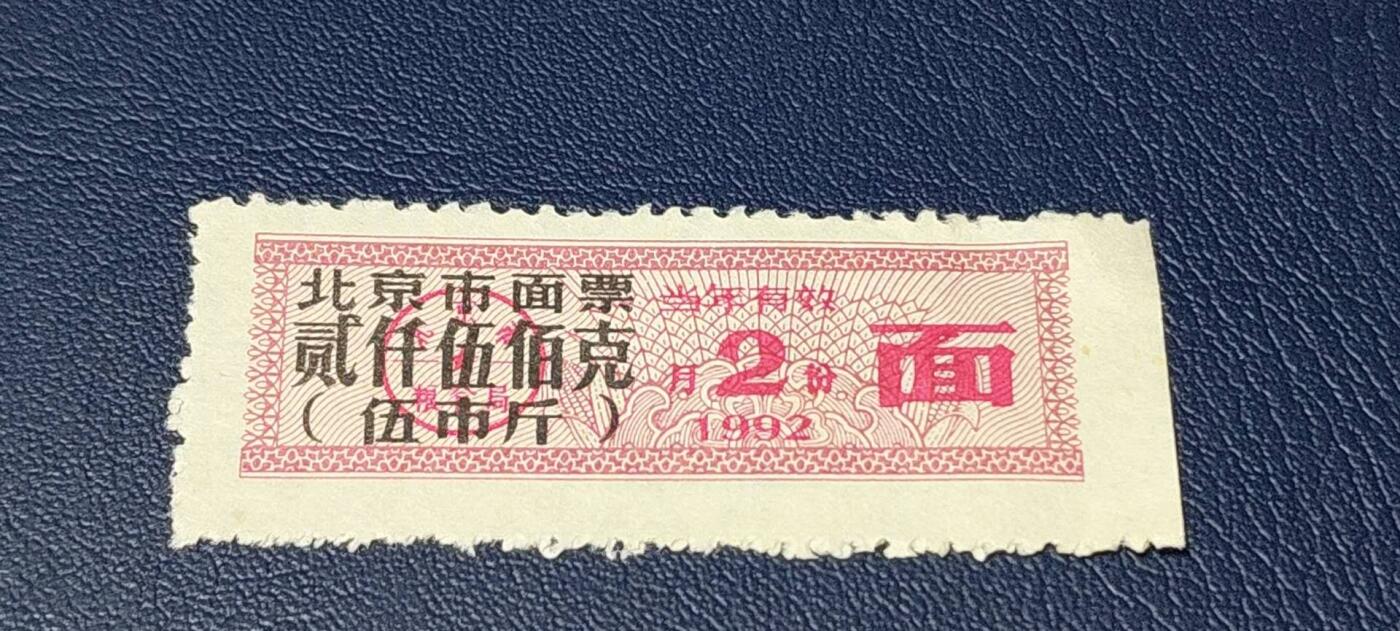 北京市面票
贰仟伍佰克
（伍市斤）
当年有效
月2份
1992
面